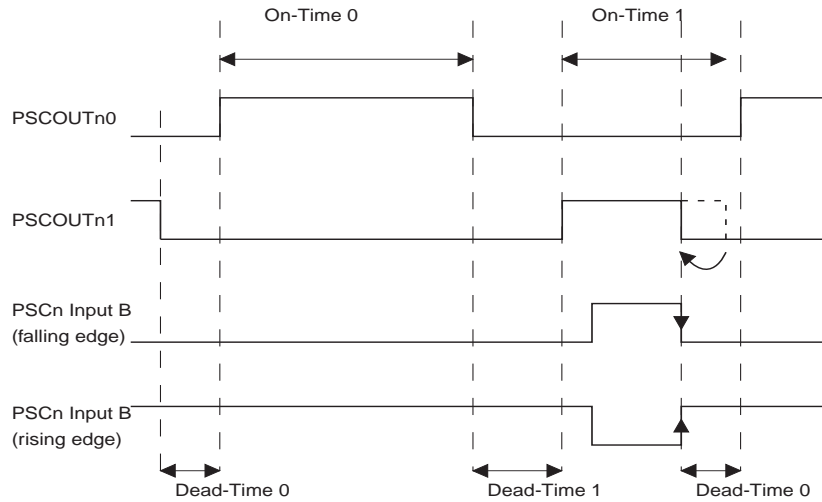 On-Time 0
On-Time 1
PSCOUTn0
PSCOUTn1
PSCn Input B
(falling edge)
PSCn Input B
(rising edge)
Dead-Time 0
Dead-Time 1
Dead-Time 0